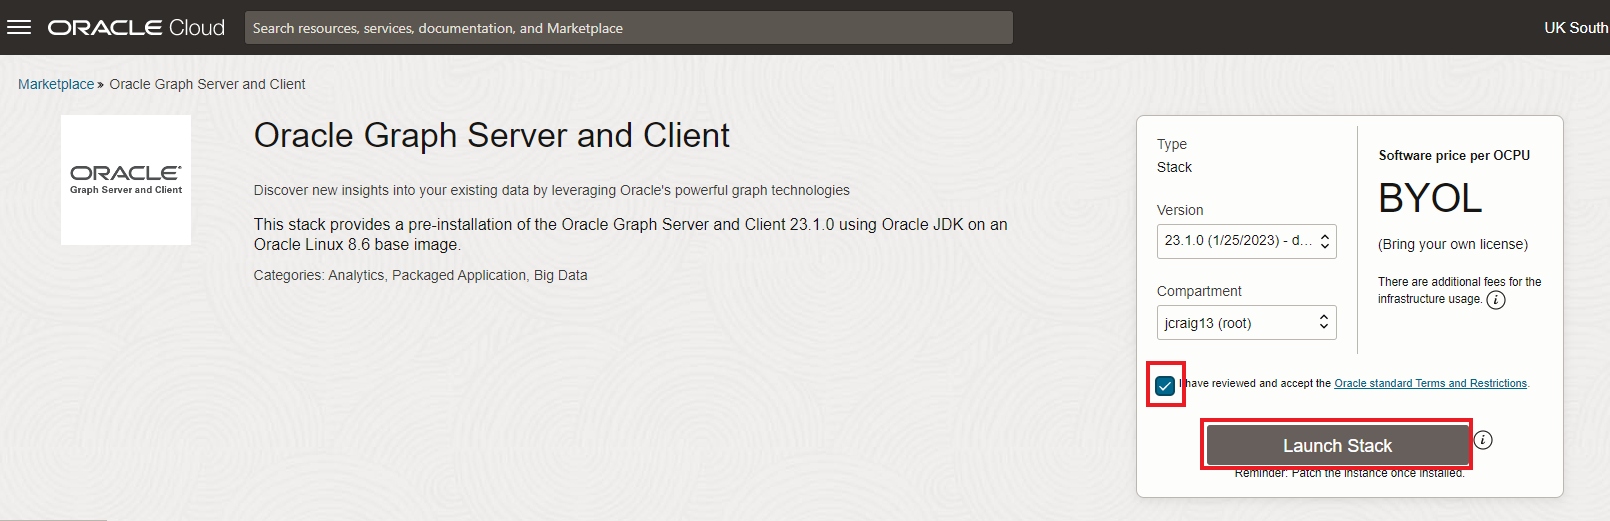 ORACLE Cloud
Search resources, services, documentation, and Marketplace
UK South
Marketplace » Oracle Graph Server and Client
ORACLE
Graph Server and Client
Oracle Graph Server and Client
Discover new insights into your existing data by leveraging Oracle's powerful graph technologies
This stack provides a pre-installation of the Oracle Graph Server and Client 23.1.0 using Oracle JDK on an
Oracle Linux 8.6 base image.
Categories: Analytics, Packaged Application, Big Data
Type
Stack
Version
23.1.0 (1/25/2023) - d...
Compartment
jcraig13 (root)
Software price per OCPU
BYOL
(Bring your own license)
There are additional fees for the
infrastructure usage.
I have reviewed and accept the Oracle standard Terms and Restrictions.
Launch Stack
Reminder: Patch the instance once installed.